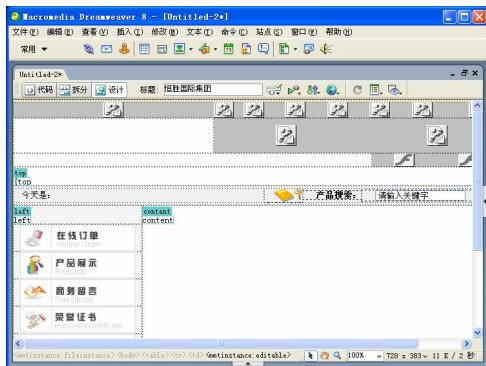 Macromedia Dreamweaver 8 - [Untitled-2*]
文件(F) 编辑(E) 查看(V) 插入(I) 修改(M) 文本(T) 命令(C) 站点(S) 窗口(W) 帮助(H)
常用
Untitled-2*
代码 拆分 设计 标题: 恒胜国际集团
top
top
今天是: 产品搜索: 请输入关键字
left content
left content
在线订单
Online Order
产品展示
Products
商务留言
Guestbook
荣誉证书
Honorary certificate
<mmtinstance:fileinstance> <body> <table> <tr> <td> <mmtinstance:editable> 100% 728 x 383 11 K / 2 秒